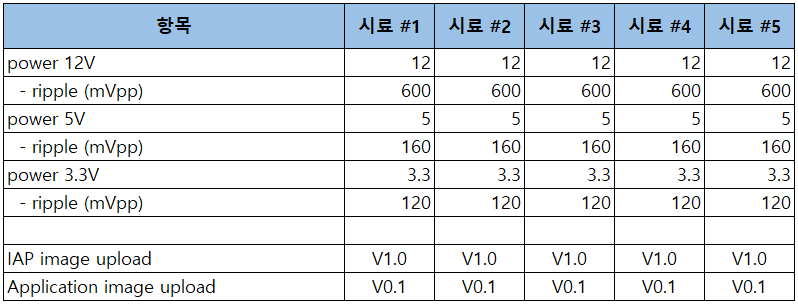 항목 시료 #1 시료 #2 시료 #3 시료 #4 시료 #5
power 12V 12 12 12 12 12
- ripple (mVpp) 600 600 600 600 600
power 5V 5 5 5 5 5
- ripple (mVpp) 160 160 160 160 160
power 3.3V 3.3 3.3 3.3 3.3 3.3
- ripple (mVpp) 120 120 120 120 120
IAP image upload V1.0 V1.0 V1.0 V1.0 V1.0
Application image upload V0.1 V0.1 V0.1 V0.1 V0.1